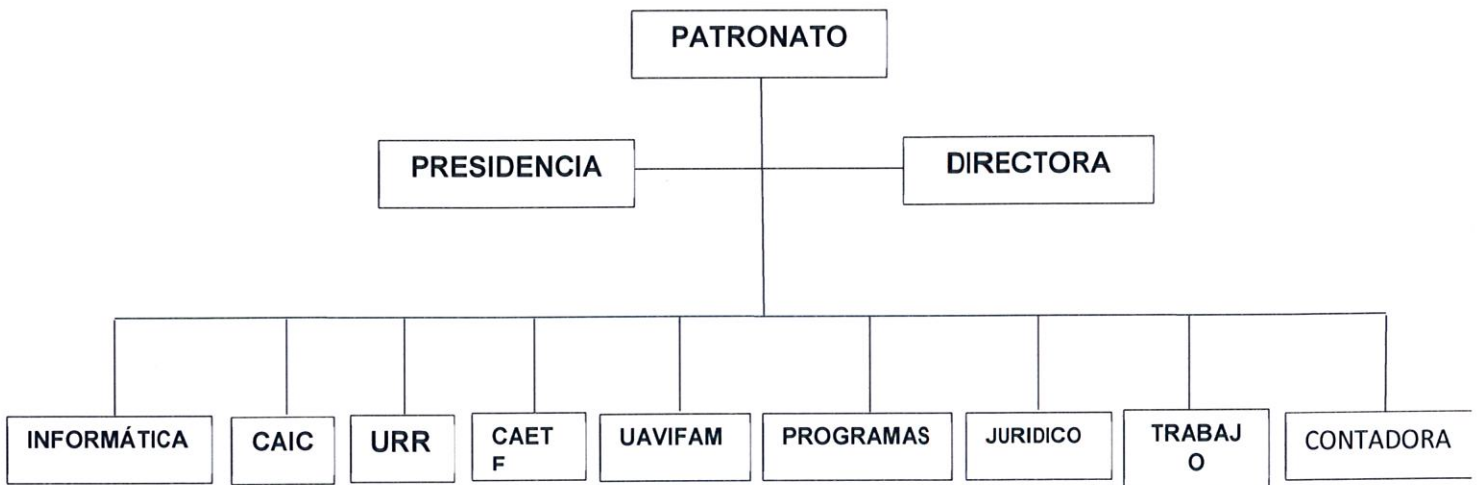 PATRONATO
PRESIDENCIA
DIRECTORA
INFORMÁTICA
CAIC
URR
CAET
F
UAVIFAM
PROGRAMAS
JURIDICO
TRABAJ
O
CONTADORA